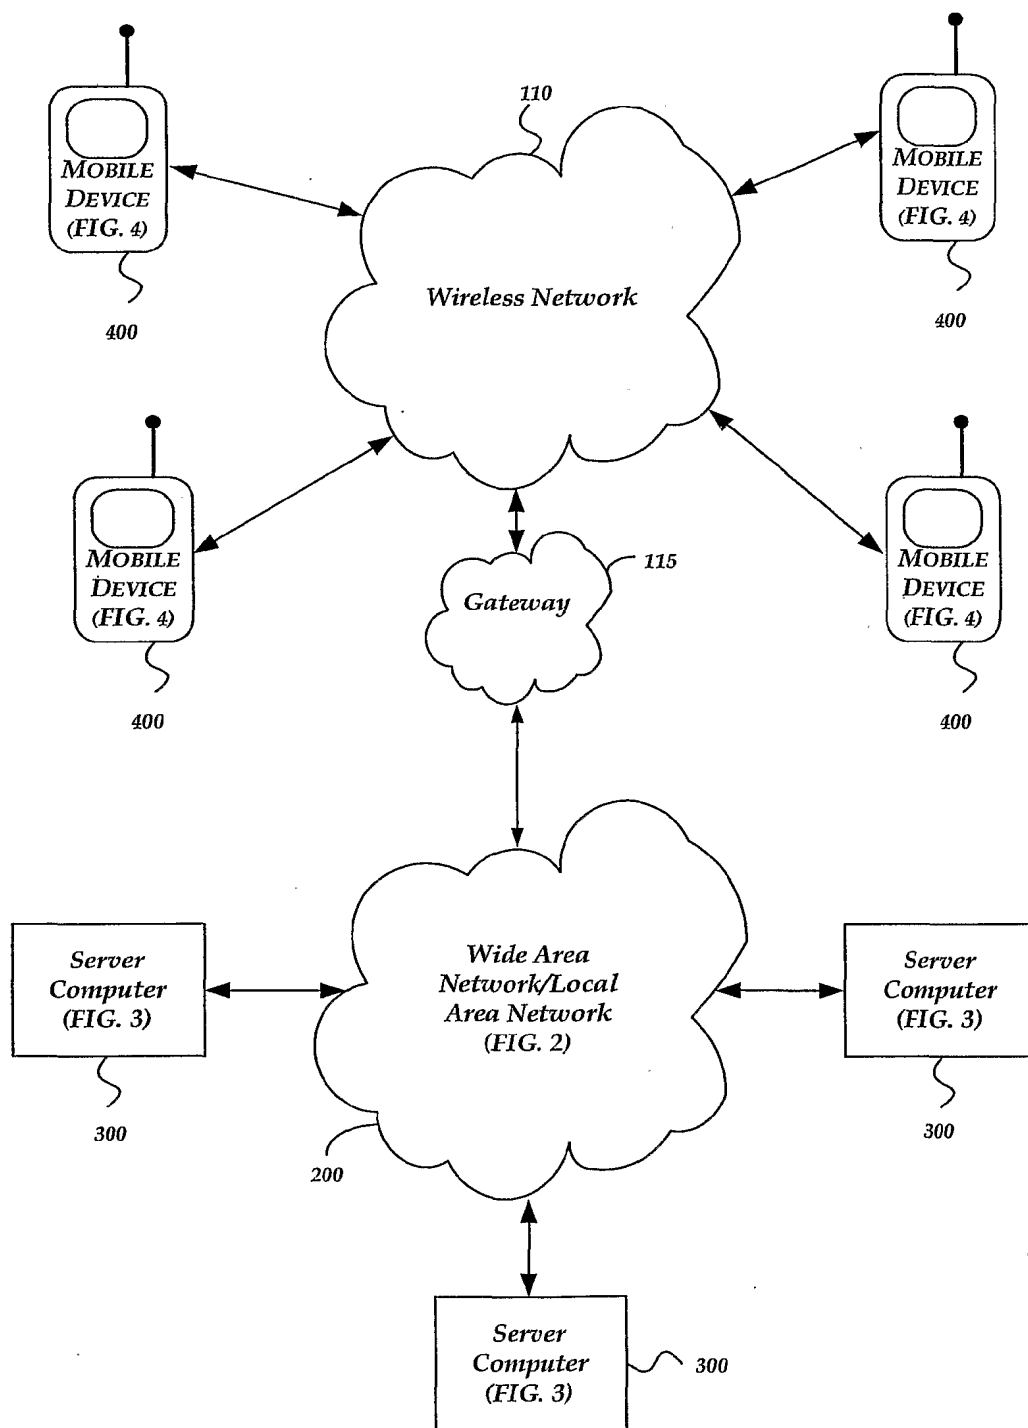 110
MOBILE
DEVICE
(FIG. 4)
400
MOBILE
DEVICE
(FIG. 4)
400
Wireless Network
MOBILE
DEVICE
(FIG. 4)
400
MOBILE
DEVICE
(FIG. 4)
400
115
Gateway
Wide Area
Network/Local
Area Network
(FIG. 2)
200
Server
Computer
(FIG. 3)
300
Server
Computer
(FIG. 3)
300
Server
Computer
(FIG. 3)
300